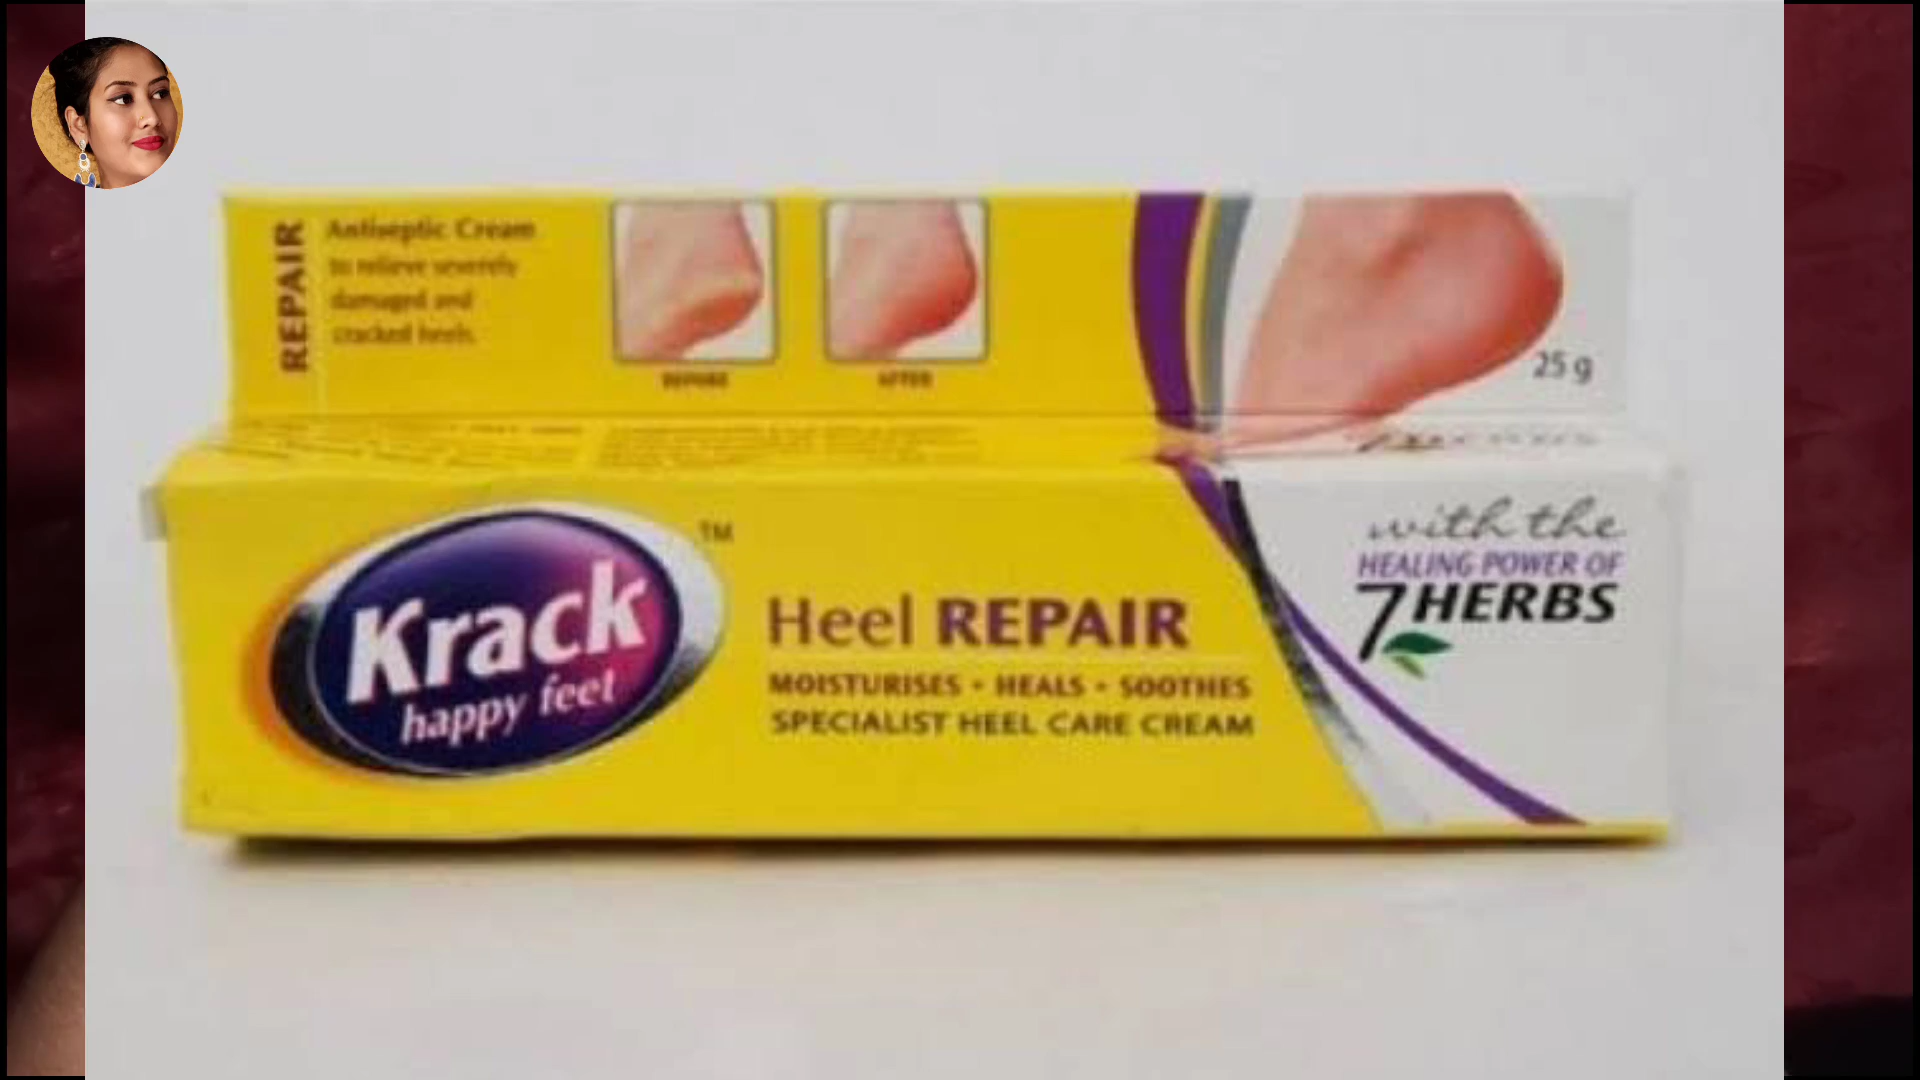 REPAIR
Antiseptic Cream
to relieve severely
damaged and
cracked heels.
BEFORE
AFTER
25 g
Krack
happy feet
TM
Heel REPAIR
MOISTURISES • HEALS • SOOTHES
SPECIALIST HEEL CARE CREAM
with the
HEALING POWER OF
7 HERBS